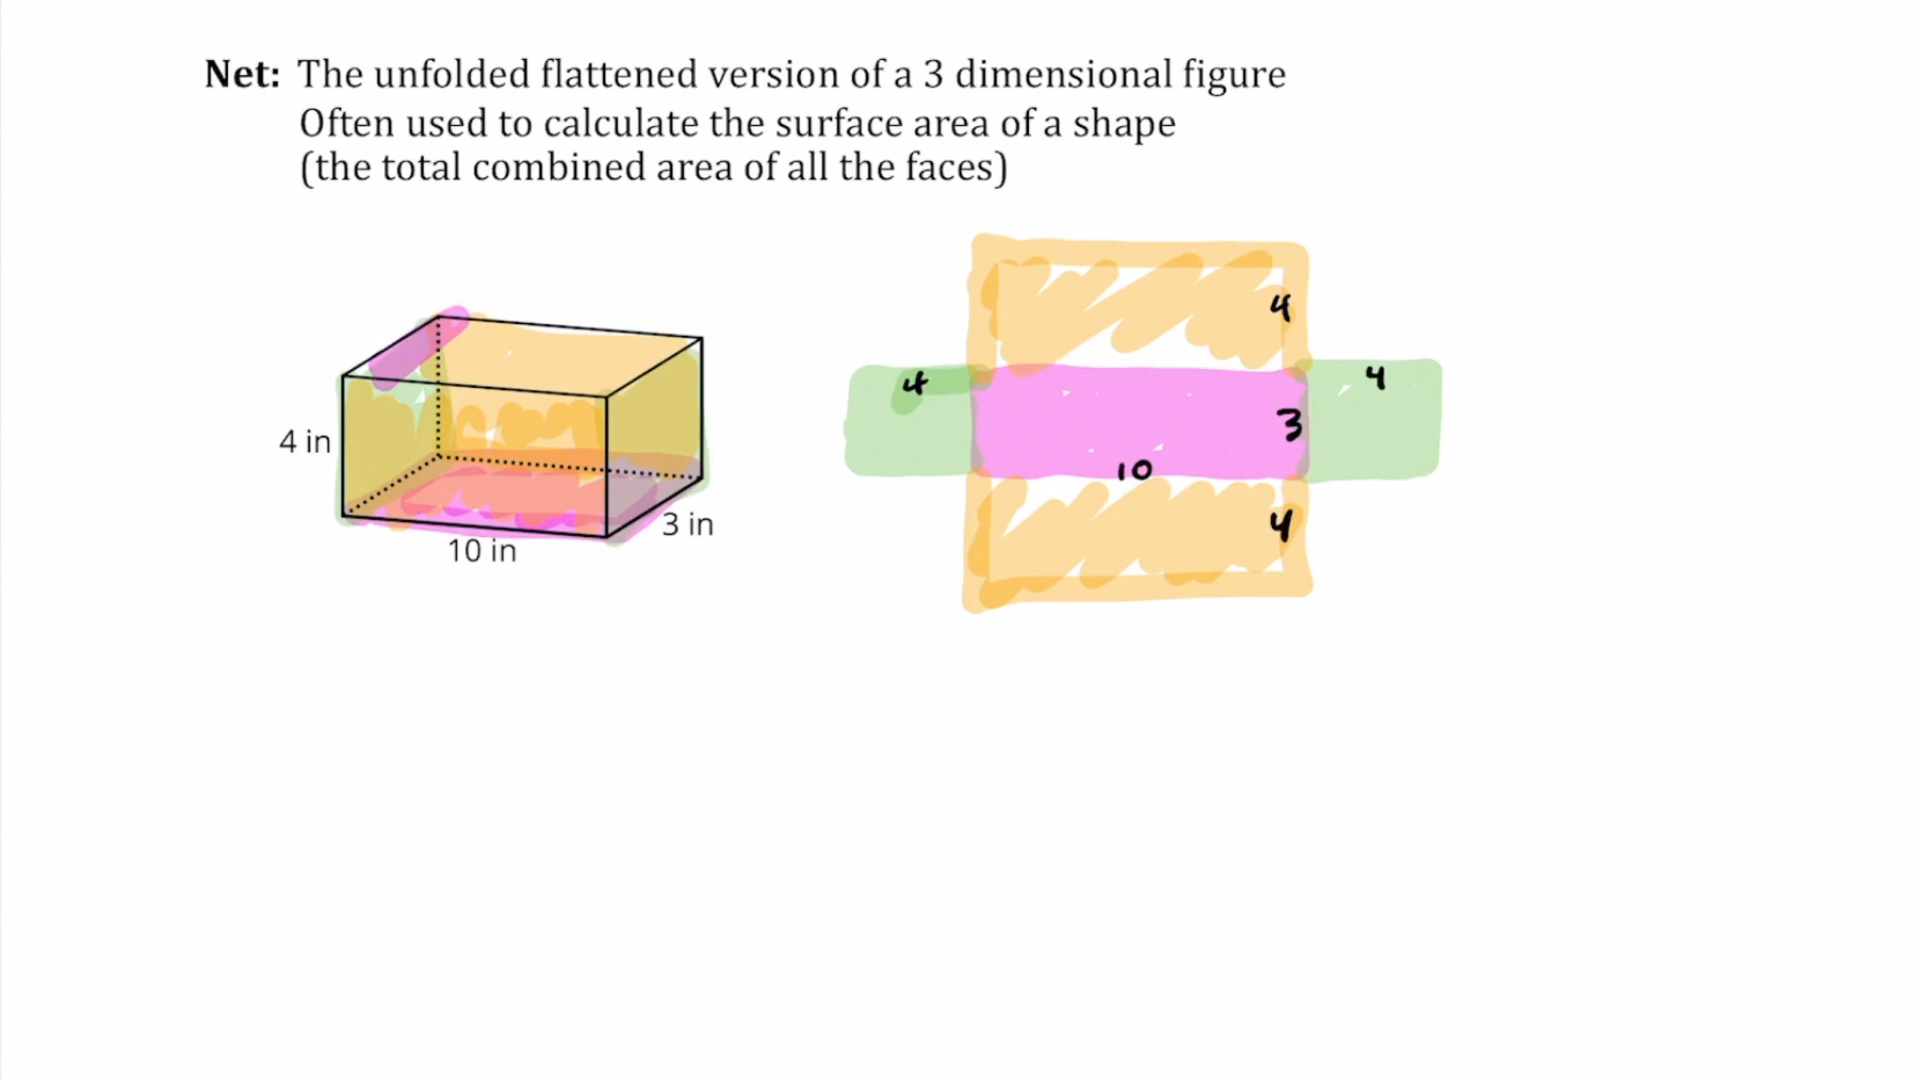 Net: The unfolded flattened version of a 3 dimensional figure
Often used to calculate the surface area of a shape
(the total combined area of all the faces)
4 in
10 in
3 in
4
4
4
3
10
4